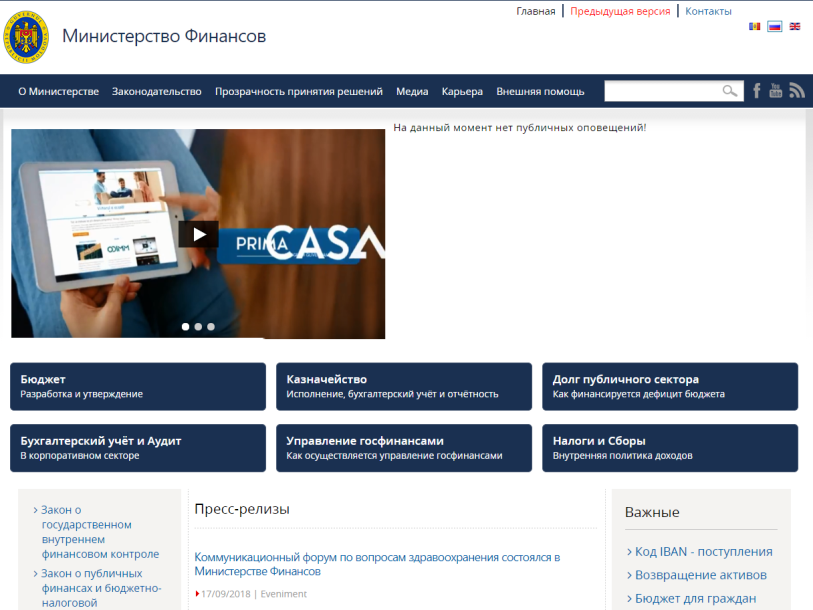 Главная | Предыдущая версия | Контакты
Министерство Финансов
О Министерстве Законодательство Прозрачность принятия решений Медиа Карьера Внешняя помощь
На данный момент нет публичных оповещений!
PRIMA CASA
Бюджет
Разработка и утверждение
Казначейство
Исполнение, бухгалтерский учёт и отчётность
Долг публичного сектора
Как финансируется дефицит бюджета
Бухгалтерский учёт и Аудит
В корпоративном секторе
Управление госфинансами
Как осуществляется управление госфинансами
Налоги и Сборы
Внутренняя политика доходов
Закон о
государственном
внутреннем
финансовом контроле
Закон о публичных
финансах и бюджетно-
налоговой
Пресс-релизы
Коммуникационный форум по вопросам здравоохранения состоялся в
Министерстве Финансов
17/09/2018 | Eveniment
Важные
Код IBAN - поступления
Возвращение активов
Бюджет для граждан